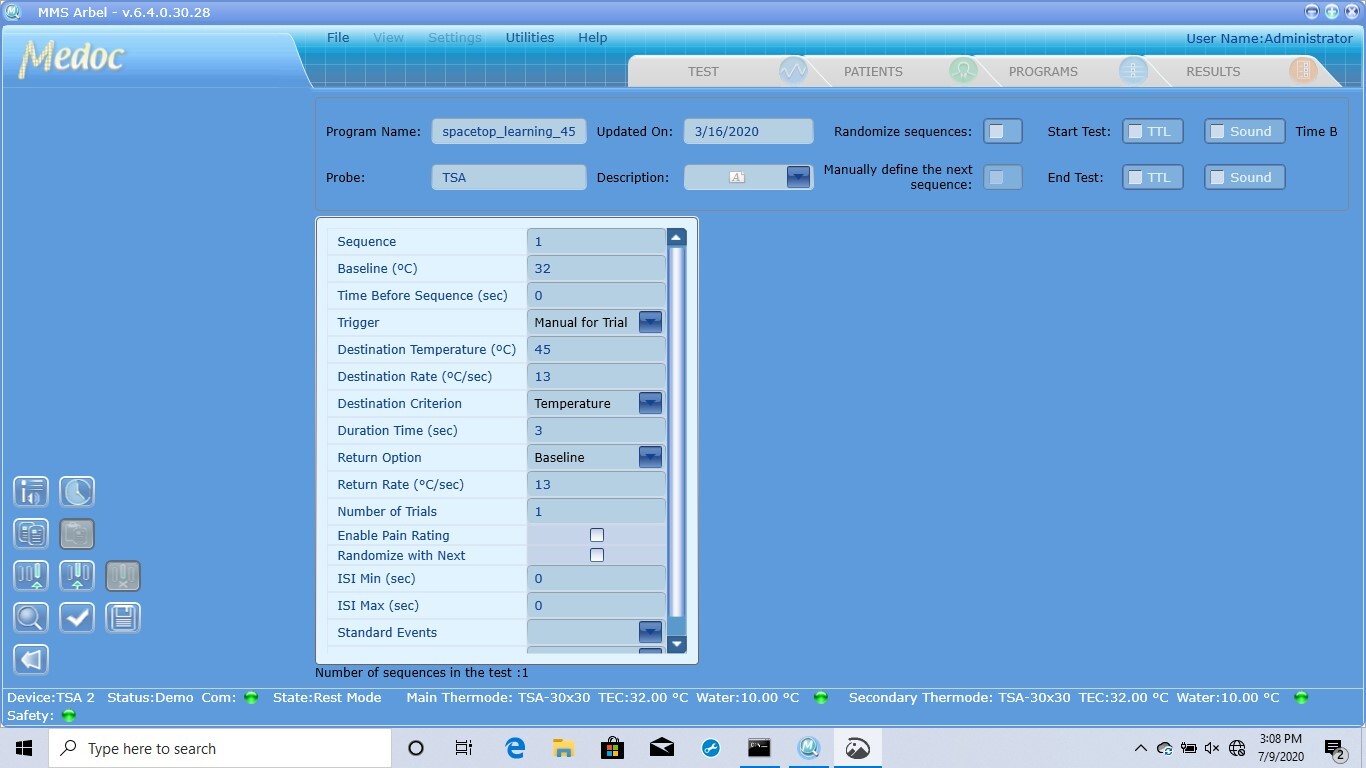 MMS Arbel - v.6.4.0.30.28
Medoc
File View Settings Utilities Help
User Name:Administrator
TEST PATIENTS PROGRAMS RESULTS
Program Name: spacetop_learning_45 Updated On: 3/16/2020 Randomize sequences: Start Test: TTL Sound Time B
Probe: TSA Description: Manually define the next sequence: End Test: TTL Sound
Sequence 1
Baseline (ºC) 32
Time Before Sequence (sec) 0
Trigger Manual for Trial
Destination Temperature (ºC) 45
Destination Rate (ºC/sec) 13
Destination Criterion Temperature
Duration Time (sec) 3
Return Option Baseline
Return Rate (ºC/sec) 13
Number of Trials 1
Enable Pain Rating
Randomize with Next
ISI Min (sec) 0
ISI Max (sec) 0
Standard Events
Number of sequences in the test :1
Device:TSA 2 Status:Demo Com: State:Rest Mode Main Thermode: TSA-30x30 TEC:32.00 °C Water:10.00 °C Secondary Thermode: TSA-30x30 TEC:32.00 °C Water:10.00 °C
Safety:
Type here to search
3:08 PM
7/9/2020
2